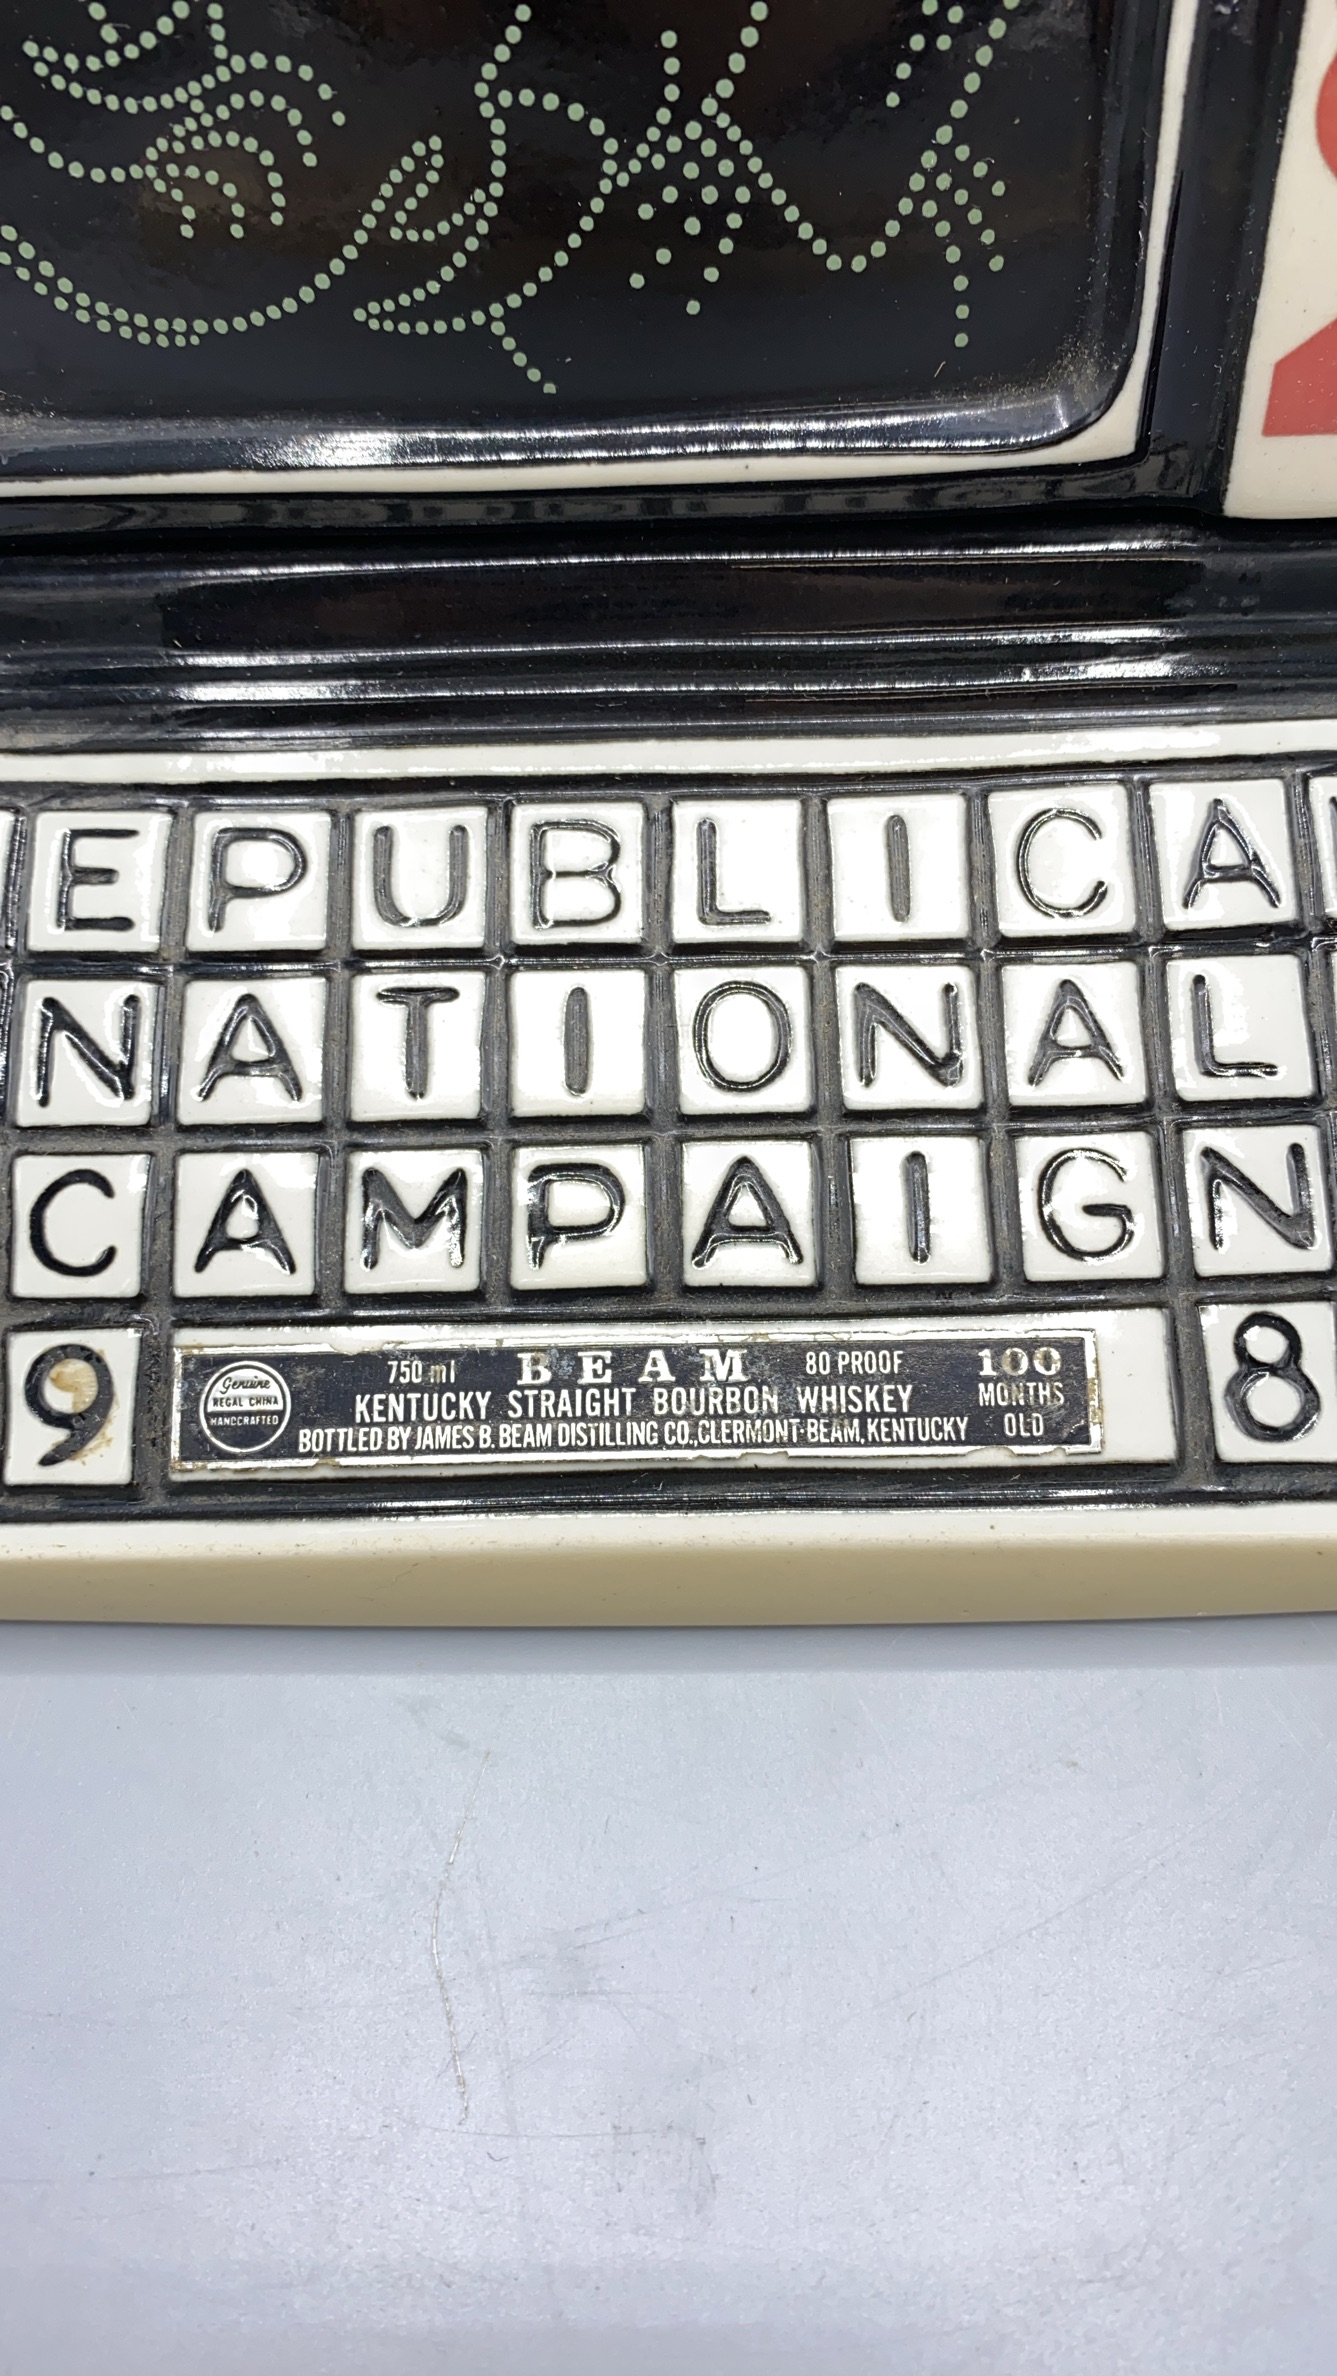 EPUBLICA
NATIONAL
CAMPAIGN
9 8
Genuine
REGAL CHINA
HANDCRAFTED
750 ml BEAM 80 PROOF
KENTUCKY STRAIGHT BOURBON WHISKEY
BOTTLED BY JAMES B. BEAM DISTILLING CO., CLERMONT-BEAM, KENTUCKY
100
MONTHS
OLD